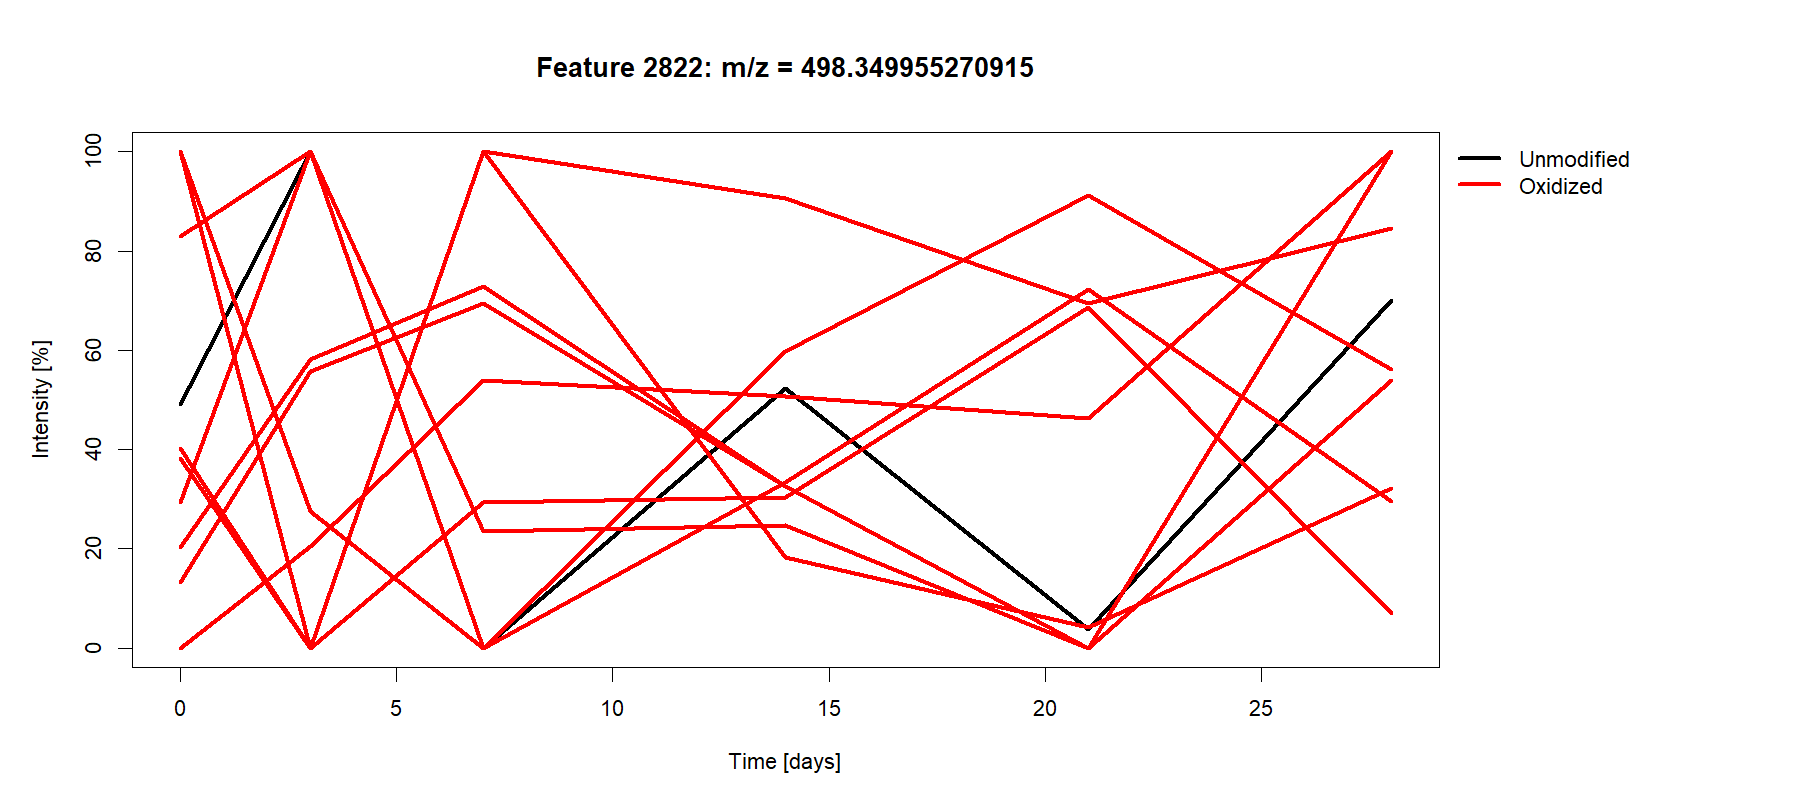 Feature 2822: m/z = 498.349955270915
Unmodified
Oxidized
100
80
60
40
20
0
Intensity [%]
0 5 10 15 20 25
Time [days]